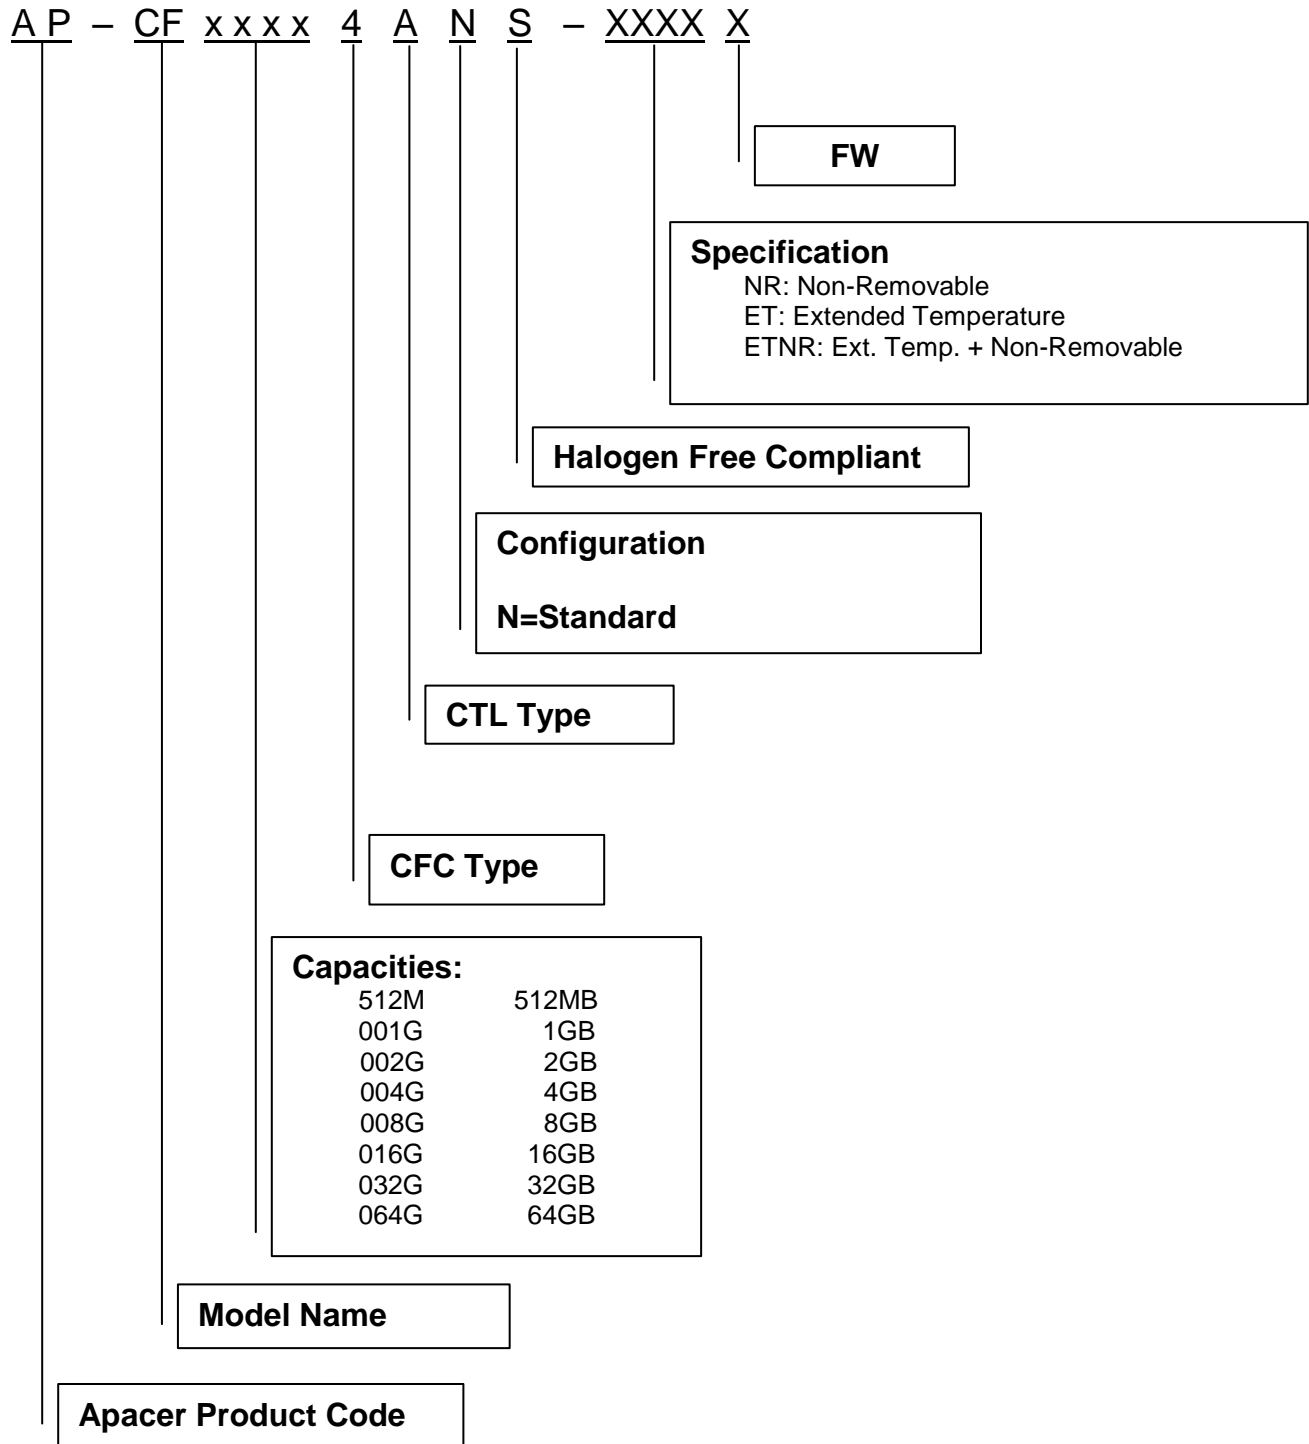 AP – CF xxxx 4 A N S – XXXX X
FW
Specification
NR: Non-Removable
ET: Extended Temperature
ETNR: Ext. Temp. + Non-Removable
Halogen Free Compliant
Configuration
N=Standard
CTL Type
CFC Type
Capacities:
512M 512MB
001G 1GB
002G 2GB
004G 4GB
008G 8GB
016G 16GB
032G 32GB
064G 64GB
Model Name
Apacer Product Code